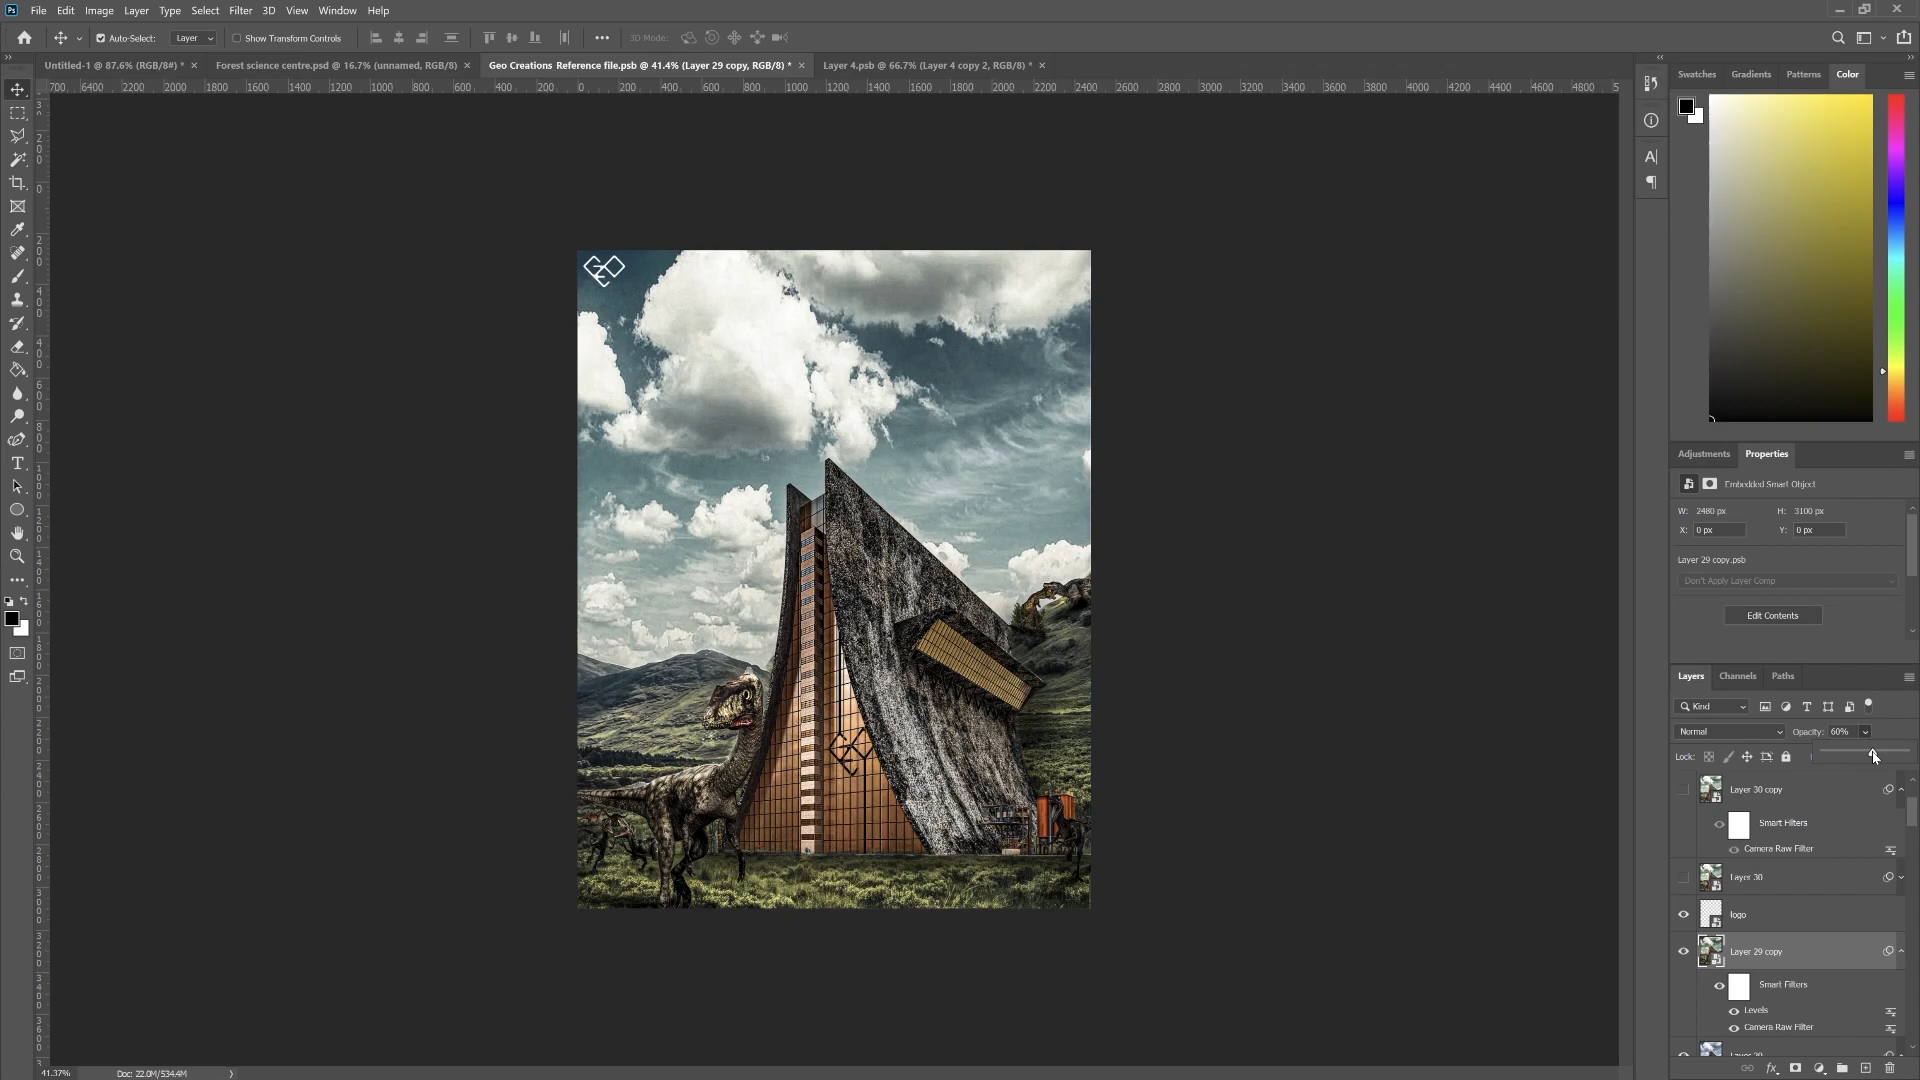 File Edit Image Layer Type Select Filter 3D View Window Help
Auto-Select: Layer Show Transform Controls 3D Mode:
Untitled-1 @ 87.6% (RGB/8#) * Forest science centre.psd @ 16.7% (unnamed, RGB/8) Geo Creations Reference file.psb @ 41.4% (Layer 29 copy, RGB/8) * Layer 4.psb @ 66.7% (Layer 4 copy 2, RGB/8) *
Swatches Gradients Patterns Color
Adjustments Properties
Embedded Smart Object
W: 2480 px H: 3100 px
X: 0 px Y: 0 px
Layer 29 copy.psb
Don't Apply Layer Comp
Edit Contents
Layers Channels Paths
Kind
Normal Opacity: 60%
Lock:
Layer 30 copy
Smart Filters
Camera Raw Filter
Layer 30
logo
Layer 29 copy
Smart Filters
Levels
Camera Raw Filter
41.37% Doc: 22.0M/534.4M